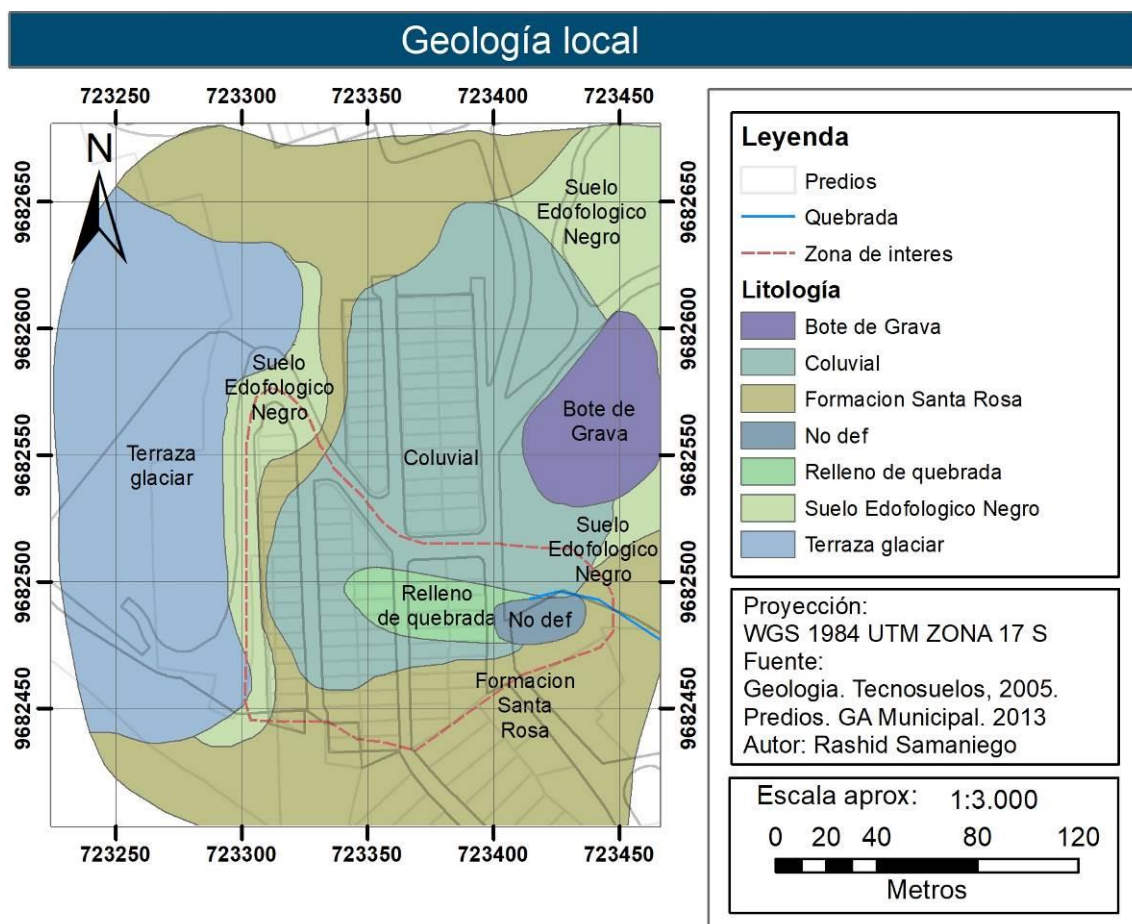 Geología local
723250 723300 723350 723400 723450
9682650
9682600
9682550
9682500
9682450
N
Suelo
Edofologico
Negro
Suelo
Edofologico
Negro
Terraza
glaciar
Coluvial
Bote de
Grava
Suelo
Edofologico
Negro
Relleno
de quebrada
No def
Formacion
Santa
Rosa
9682650
9682600
9682550
9682500
9682450
723250 723300 723350 723400 723450
Leyenda
Predios
Quebrada
Zona de interes
Litología
Bote de Grava
Coluvial
Formacion Santa Rosa
No def
Relleno de quebrada
Suelo Edofologico Negro
Terraza glaciar
Proyección:
WGS 1984 UTM ZONA 17 S
Fuente:
Geologia. Tecnosuelos, 2005.
Predios. GA Municipal. 2013
Autor: Rashid Samaniego
Escala aprox: 1:3.000
0 20 40 80 120
Metros